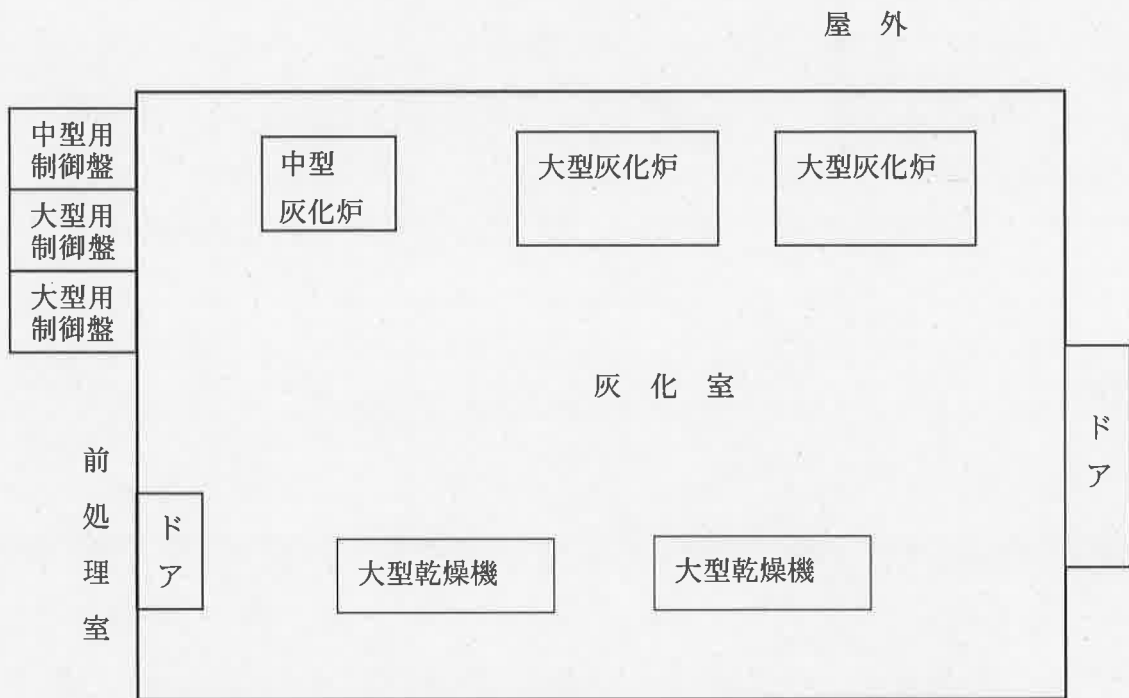 屋 外
中型用
制御盤
大型用
制御盤
大型用
制御盤
中型
灰化炉
大型灰化炉
大型灰化炉
灰 化 室
ドア
前処理室
ドア
大型乾燥機
大型乾燥機